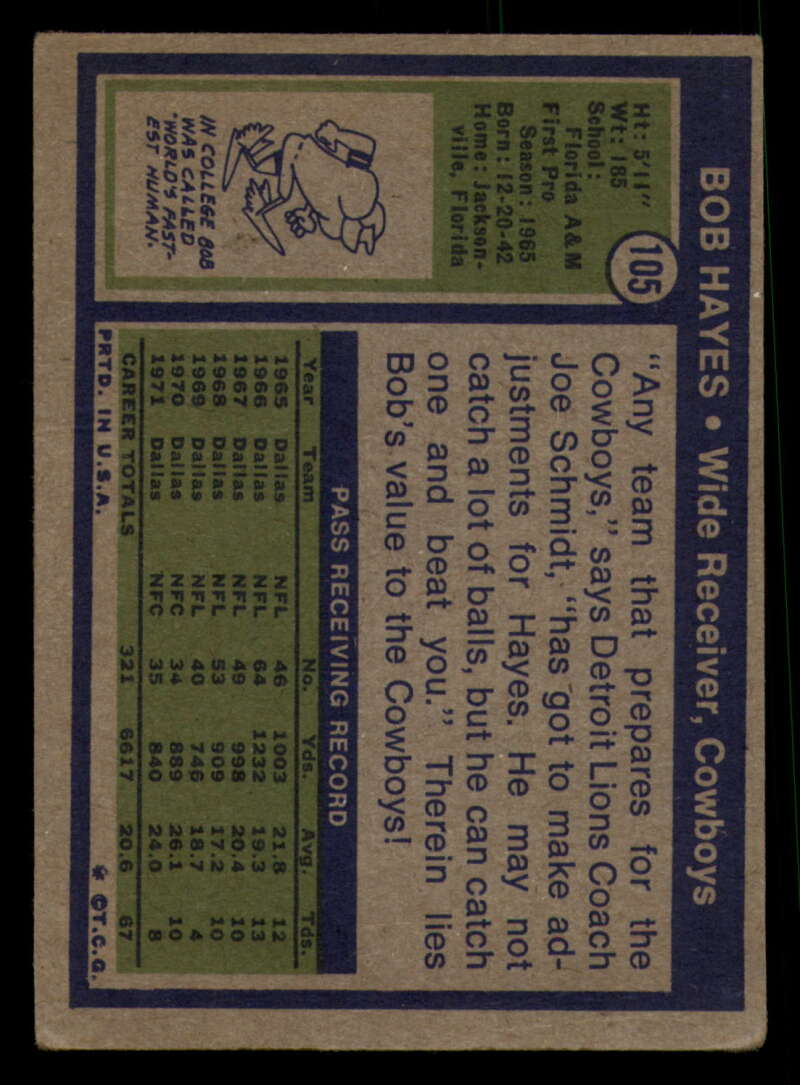 BOB HAYES • Wide Receiver, Cowboys
105
Ht: 5'11"
Wt: 185
School:
Florida A & M
First Pro
Season: 1965
Born: 12-20-42
Home: Jackson-
ville, Florida
IN COLLEGE BOB
WAS CALLED
"WORLD'S FAST-
EST HUMAN.
"Any team that prepares for the
Cowboys," says Detroit Lions Coach
Joe Schmidt, "has got to make ad-
justments for Hayes. He may not
catch a lot of balls, but he can catch
one and beat you." Therein lies
Bob's value to the Cowboys!
PASS RECEIVING RECORD
Year Team No. Yds. Avg. Tds.
1965 Dallas NFL 46 1003 21.8 12
1966 Dallas NFL 64 1232 19.3 13
1967 Dallas NFL 49 998 20.4 10
1968 Dallas NFL 53 909 17.2 10
1969 Dallas NFL 40 746 18.7 4
1970 Dallas NFC 34 889 26.1 10
1971 Dallas NFC 35 840 24.0 8
CAREER TOTALS 321 6617 20.6 67
PRTD. IN U.S.A.
* ©T.C.G.